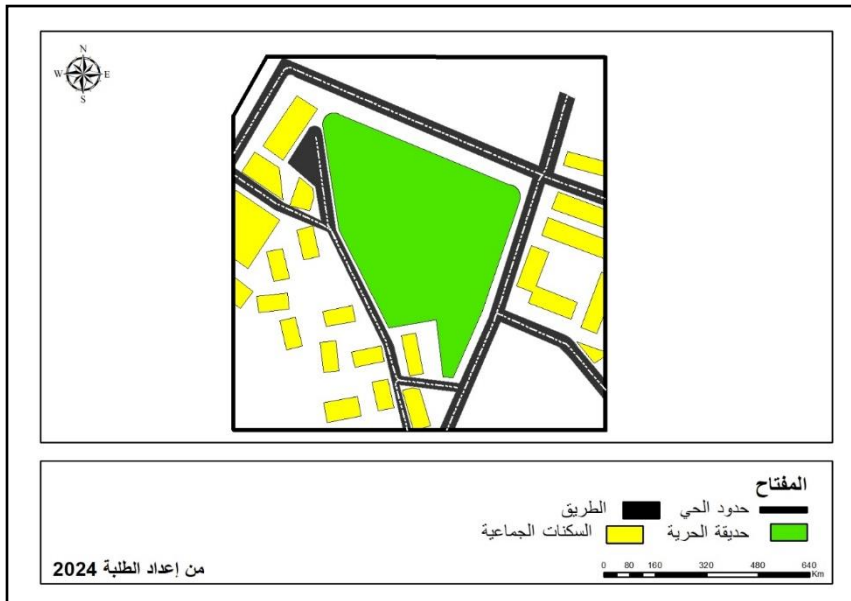 N
W E
S
المفتاح
حدود الحي الطريق
حديقة الحرية السكنات الجماعية
من إعداد الطلبة 2024
0 80 160 320 480 640
Km